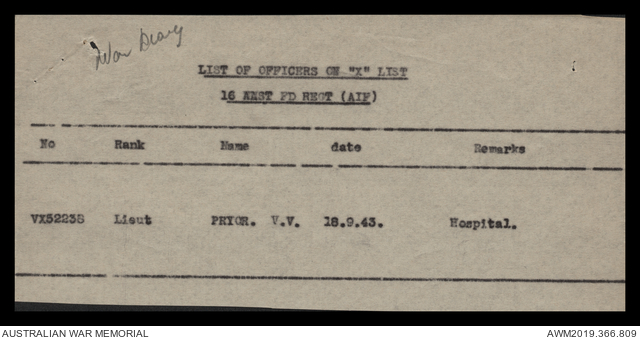 War Diary
LIST OF OFFICERS ON "X" LIST
16 AUST FD REGT (AIF)
No Rank Name date Remarks
VX52238 Lieut PRYOR. V.V. 18.9.43. Hospital.
AUSTRALIAN WAR MEMORIAL AWM2019.366.809